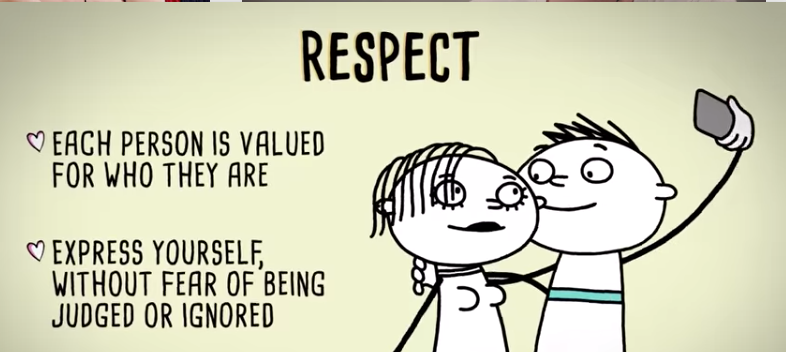 RESPECT
EACH PERSON IS VALUED
FOR WHO THEY ARE
EXPRESS YOURSELF,
WITHOUT FEAR OF BEING
JUDGED OR IGNORED